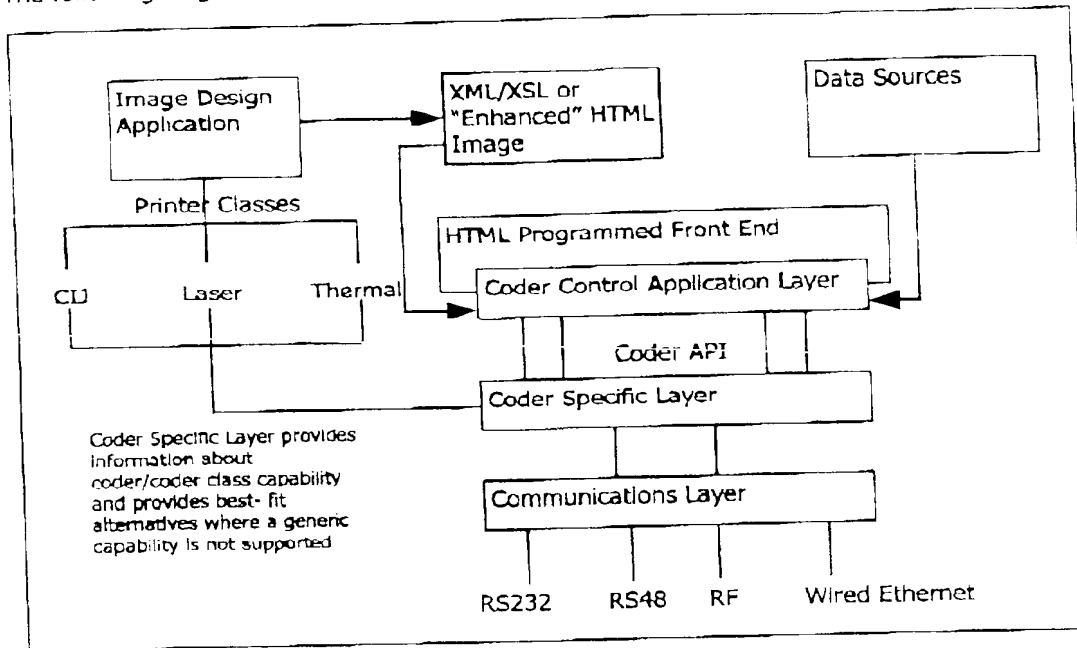 Image Design
Application
XML/XSL or
"Enhanced" HTML
Image
Data Sources
Printer Classes
HTML Programmed Front End
CIJ
Laser
Thermal
Coder Control Application Layer
Coder API
Coder Specific Layer
Coder Specific Layer provides
information about
coder/coder class capability
and provides best- fit
alternatives where a generic
capability is not supported
Communications Layer
RS232
RS48
RF
Wired Ethernet